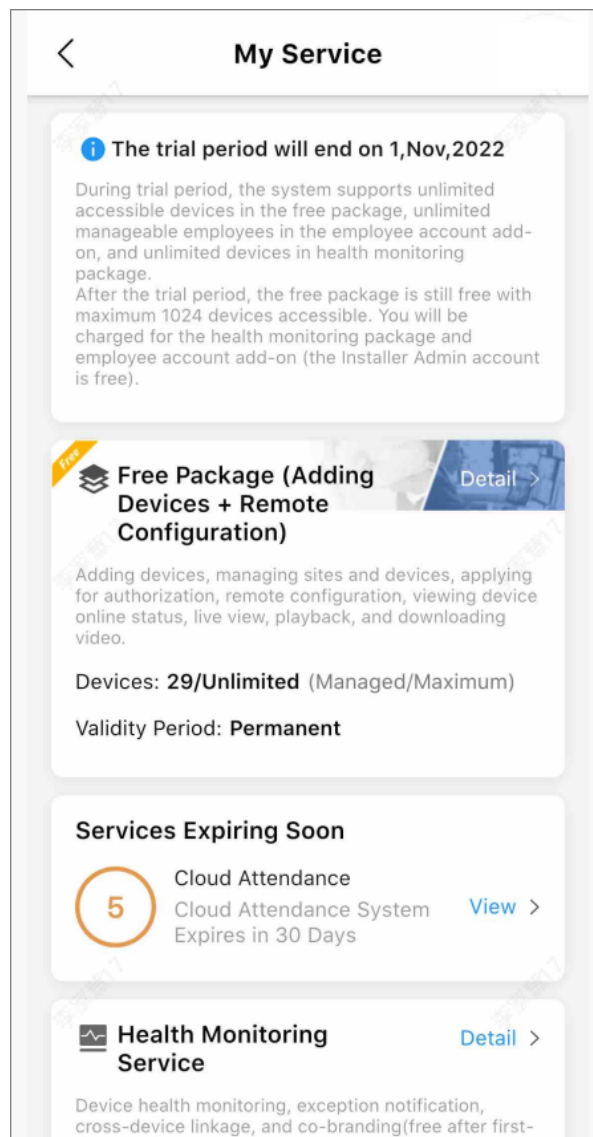 My Service
The trial period will end on 1,Nov,2022
During trial period, the system supports unlimited
accessible devices in the free package, unlimited
manageable employees in the employee account add-
on, and unlimited devices in health monitoring
package.
After the trial period, the free package is still free with
maximum 1024 devices accessible. You will be
charged for the health monitoring package and
employee account add-on (the Installer Admin account
is free).
Free
Free Package (Adding
Devices + Remote
Configuration)
Detail >
Adding devices, managing sites and devices, applying
for authorization, remote configuration, viewing device
online status, live view, playback, and downloading
video.
Devices: 29/Unlimited (Managed/Maximum)
Validity Period: Permanent
Services Expiring Soon
5
Cloud Attendance
Cloud Attendance System
Expires in 30 Days
View >
Health Monitoring
Service
Detail >
Device health monitoring, exception notification,
cross-device linkage, and co-branding(free after first-